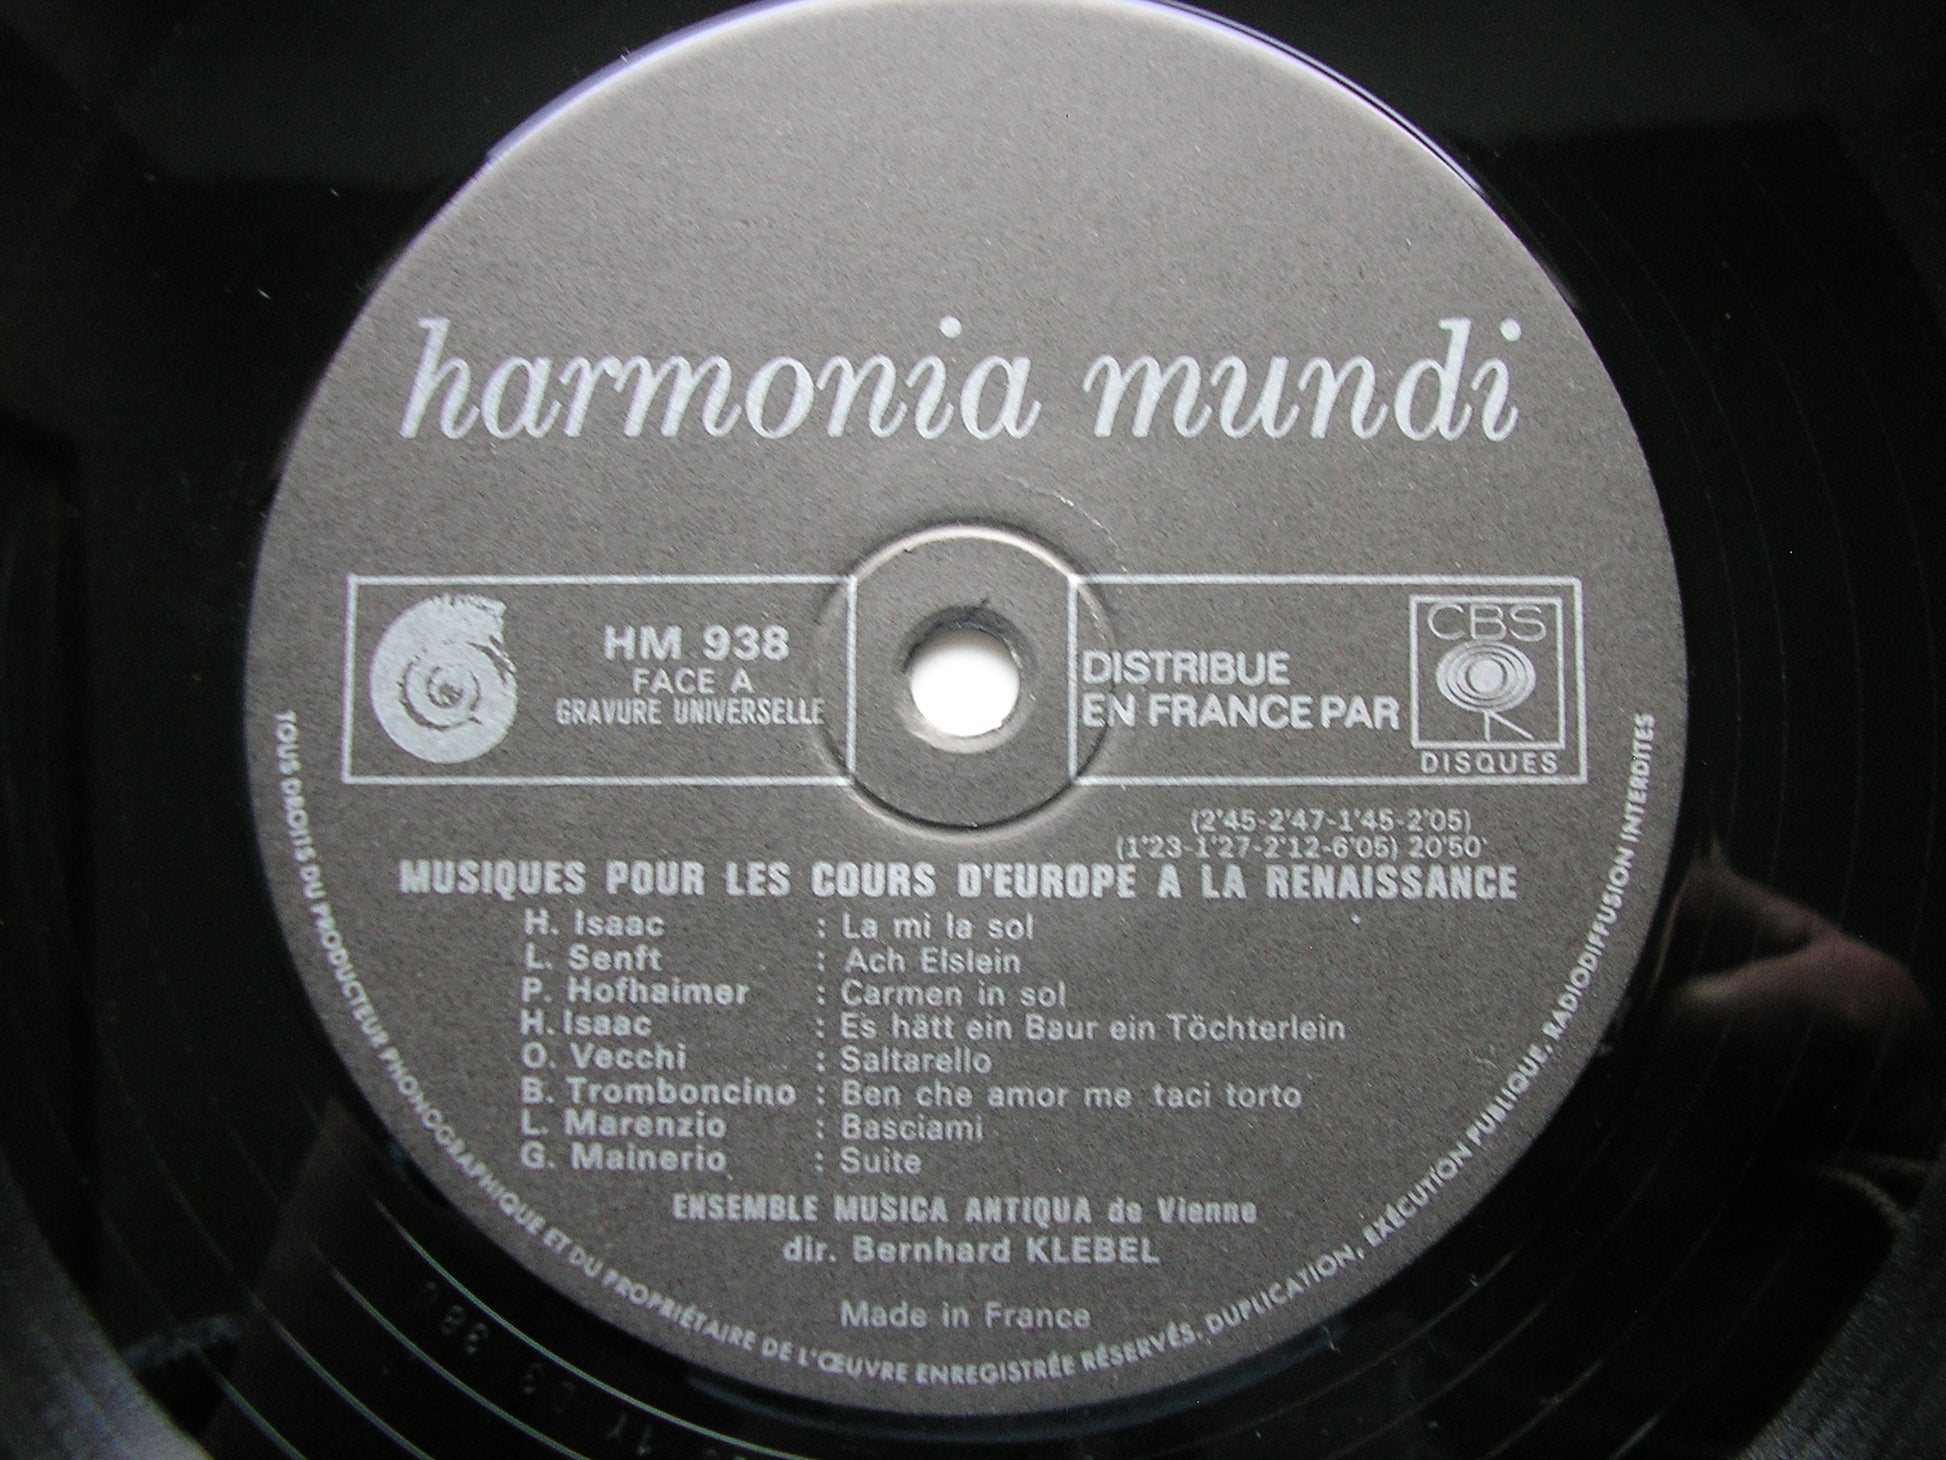 harmonia mundi
HM 938
FACE A
GRAVURE UNIVERSELLE
DISTRIBUE
EN FRANCE PAR
CBS
DISQUES
(2'45-2'47-1'45-2'05)
(1'23-1'27-2'12-6'05) 20'50'
MUSIQUES POUR LES COURS D'EUROPE A LA RENAISSANCE
H. Isaac : La mi la sol
L. Senft : Ach Elslein
P. Hofhaimer : Carmen in sol
H. Isaac : Es hätt ein Baur ein Töchterlein
O. Vecchi : Saltarello
B. Tromboncino : Ben che amor me taci torto
L. Marenzio : Basciami
G. Mainerio : Suite
ENSEMBLE MUSICA ANTIQUA de Vienne
dir. Bernhard KLEBEL
Made in France
TOUS DROITS DU PRODUCTEUR PHONOGRAPHIQUE ET DU PROPRIÉTAIRE DE L'ŒUVRE ENREGISTRÉE RÉSERVÉS. DUPLICATION, EXÉCUTION PUBLIQUE, RADIODIFFUSION INTERDITES